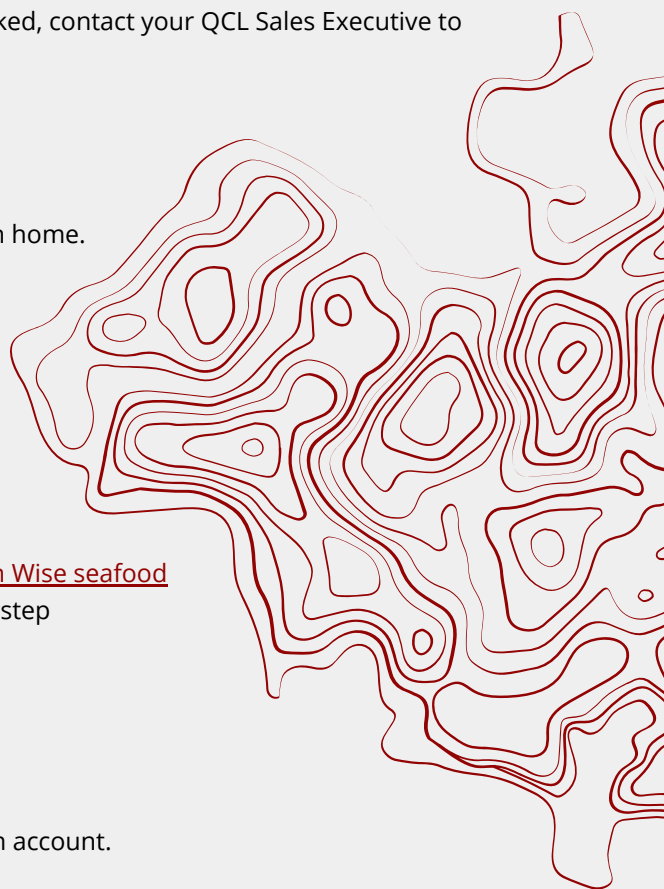 ked, contact your QCL Sales Executive to
n home.
n Wise seafood
step
n account.